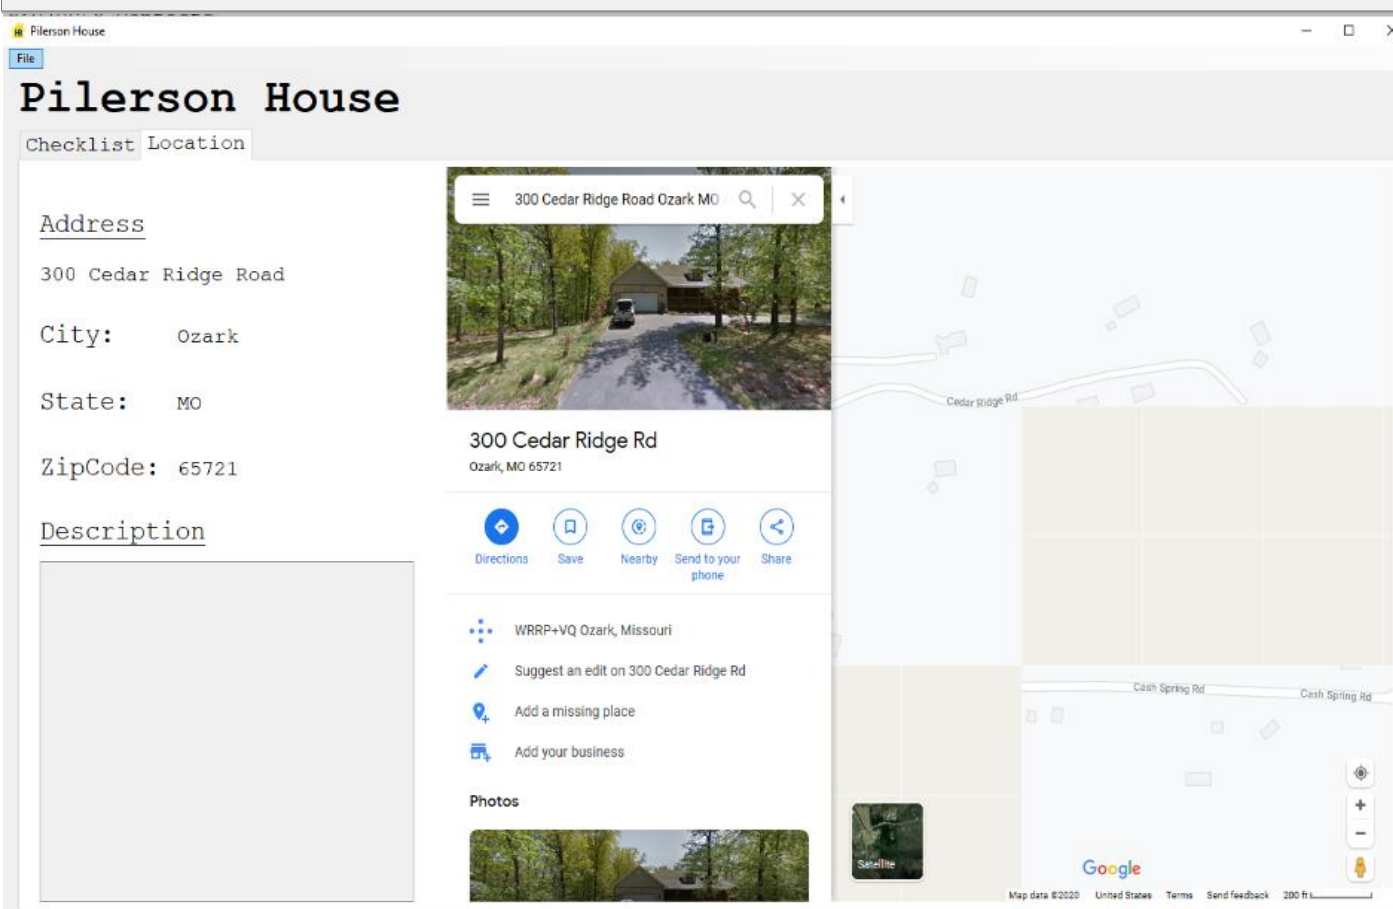 HR Pilerson House
File
Pilerson House
Checklist Location
Address
300 Cedar Ridge Road
City: Ozark
State: MO
ZipCode: 65721
Description
300 Cedar Ridge Road Ozark MO
300 Cedar Ridge Rd
Ozark, MO 65721
Directions Save Nearby Send to your phone Share
WRRP+VQ Ozark, Missouri
Suggest an edit on 300 Cedar Ridge Rd
Add a missing place
Add your business
Photos
Cedar Ridge Rd
Cash Spring Rd Cash Spring Rd
Satellite
Google
Map data ©2020 United States Terms Send feedback 200 ft